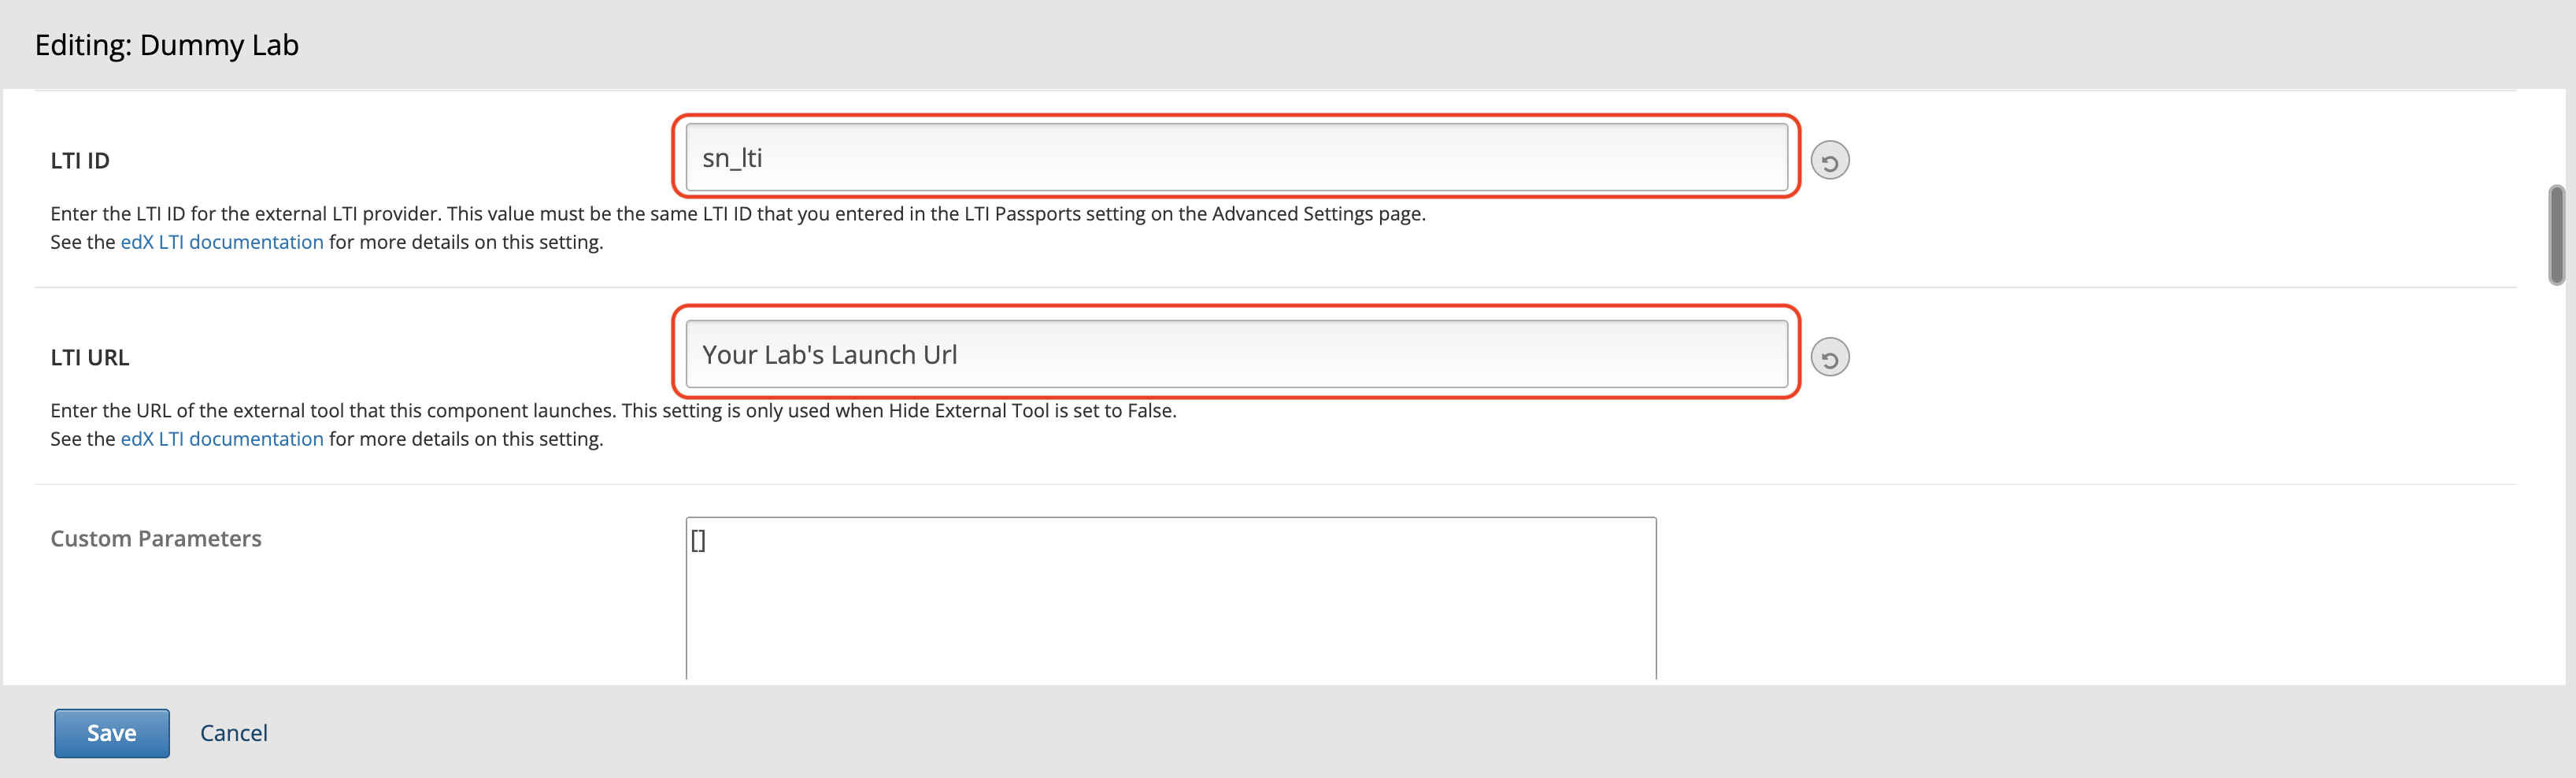 Editing: Dummy Lab
LTI ID
sn_lti
Enter the LTI ID for the external LTI provider. This value must be the same LTI ID that you entered in the LTI Passports setting on the Advanced Settings page.
See the edX LTI documentation for more details on this setting.
LTI URL
Your Lab's Launch Url
Enter the URL of the external tool that this component launches. This setting is only used when Hide External Tool is set to False.
See the edX LTI documentation for more details on this setting.
Custom Parameters
[]
Save
Cancel